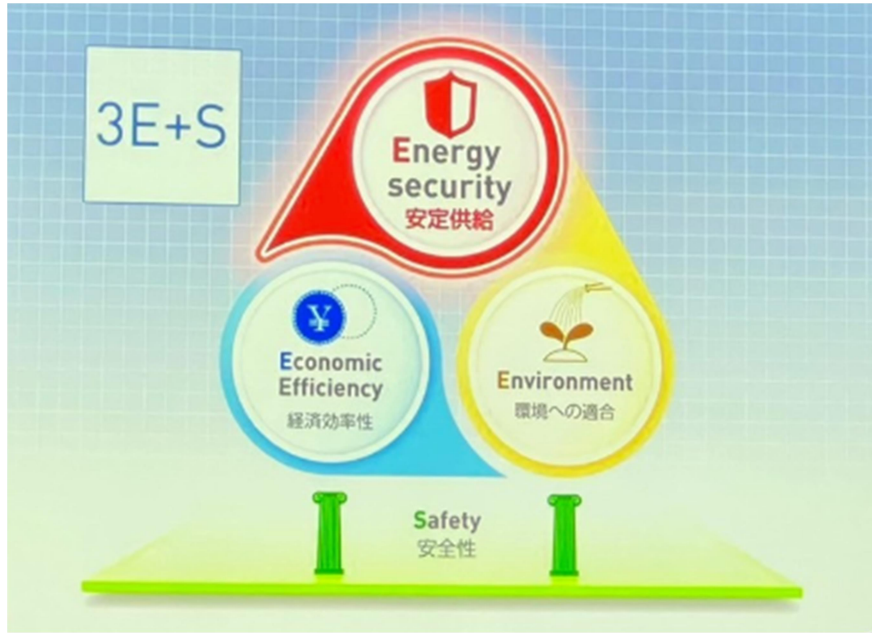 3E+S
Energy
security
安定供給
¥
Economic
Efficiency
経済効率性
Environment
環境への適合
Safety
安全性